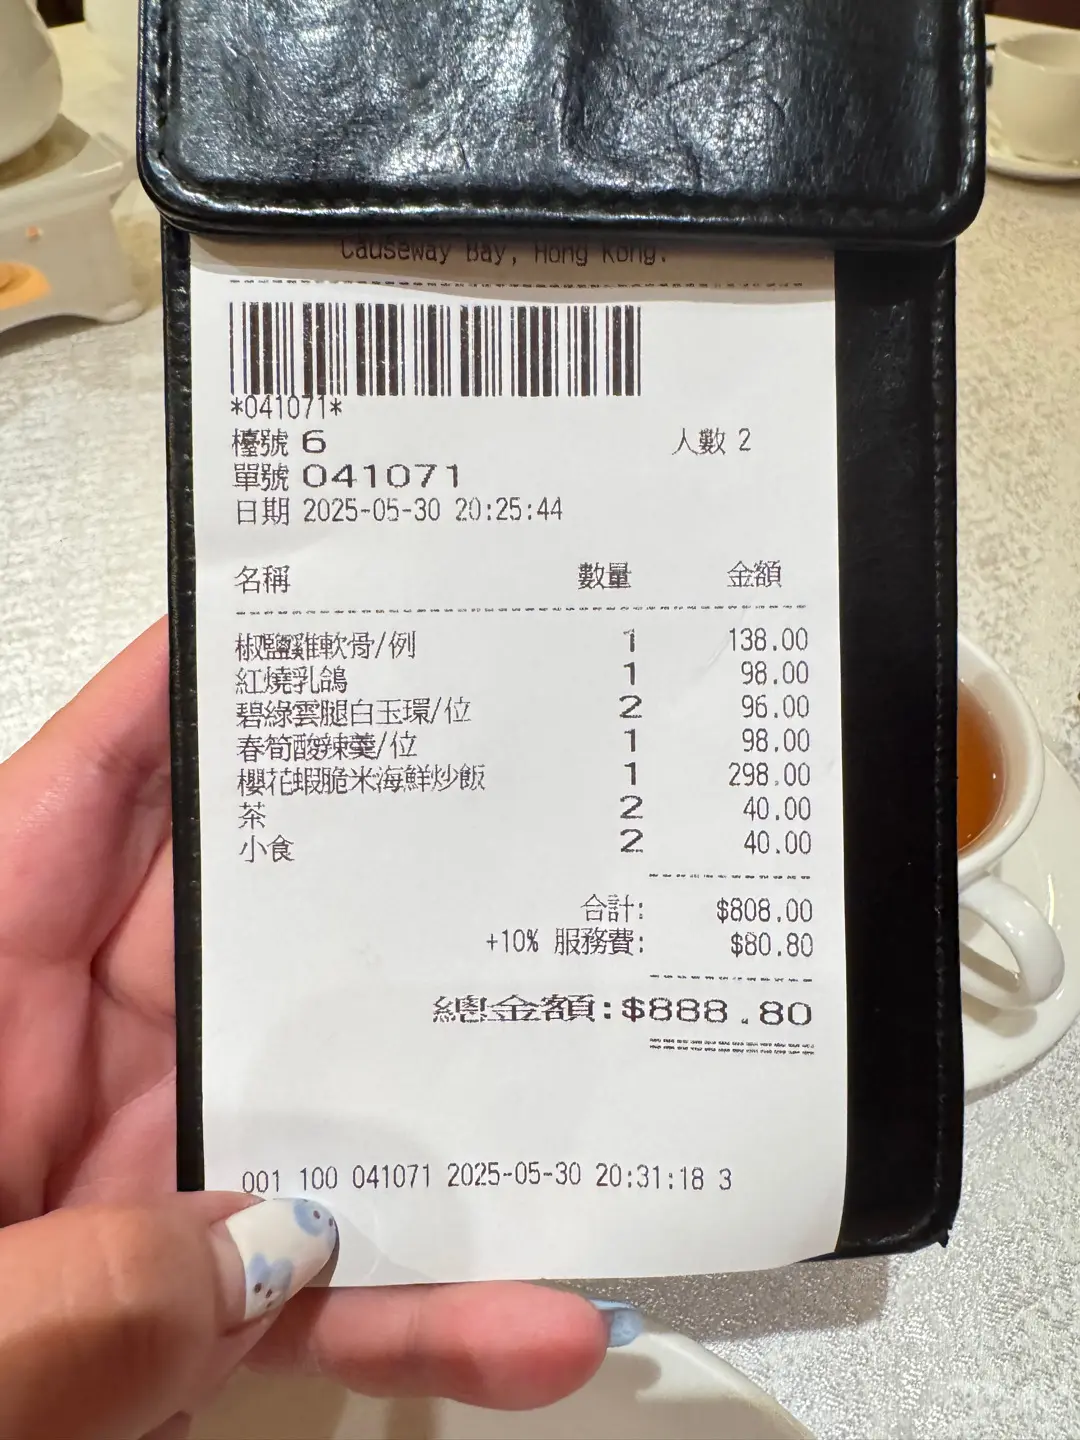 Causeway Bay, Hong Kong.
*041071*
檯號 6 人數 2
單號 041071
日期 2025-05-30 20:25:44
名稱 數量 金額
椒鹽雞軟骨/例 1 138.00
紅燒乳鴿 1 98.00
碧綠雲腿白玉環/位 2 96.00
春筍酸辣羹/位 1 98.00
櫻花蝦脆米海鮮炒飯 1 298.00
茶 2 40.00
小食 2 40.00
合計: $808.00
+10% 服務費: $80.80
總金額:$888.80
001 100 041071 2025-05-30 20:31:18 3